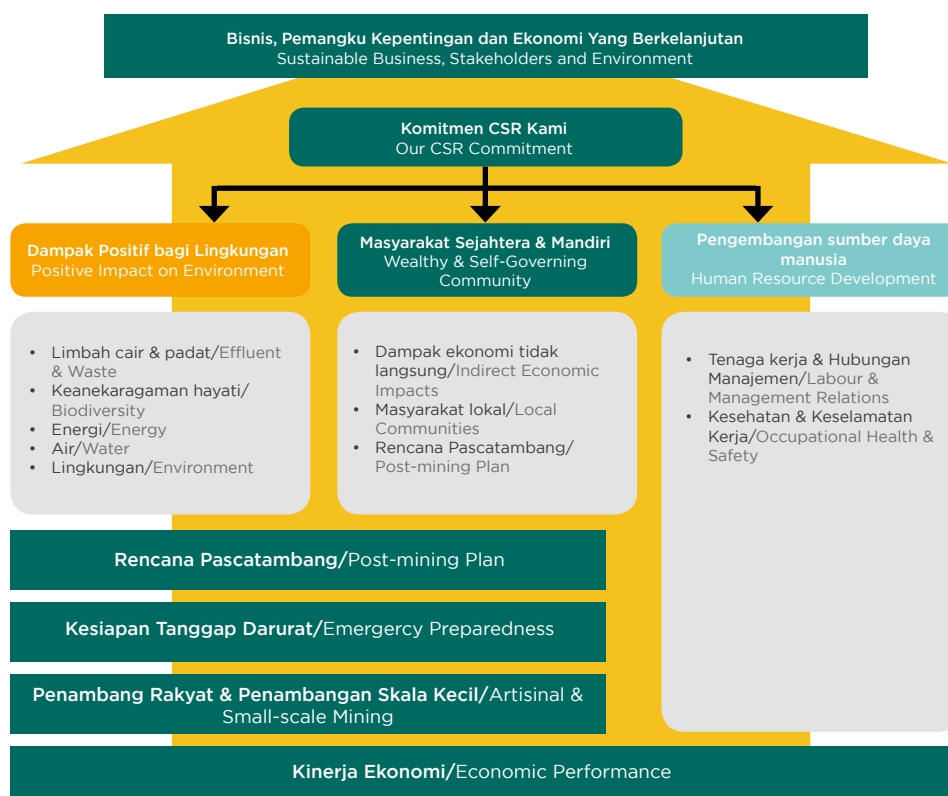 Bisnis, Pemangku Kepentingan dan Ekonomi Yang Berkelanjutan
Sustainable Business, Stakeholders and Environment
Komitmen CSR Kami
Our CSR Commitment
Dampak Positif bagi Lingkungan
Positive Impact on Environment
Masyarakat Sejahtera & Mandiri
Wealthy & Self-Governing
Community
Pengembangan sumber daya
manusia
Human Resource Development
• Limbah cair & padat/Effluent
& Waste
• Keanekaragaman hayati/
Biodiversity
• Energi/Energy
• Air/Water
• Lingkungan/Environment
• Dampak ekonomi tidak
langsung/Indirect Economic
Impacts
• Masyarakat lokal/Local
Communities
• Rencana Pascatambang/
Post-mining Plan
• Tenaga kerja & Hubungan
Manajemen/Labour &
Management Relations
• Kesehatan & Keselamatan
Kerja/Occupational Health &
Safety
Rencana Pascatambang/Post-mining Plan
Kesiapan Tanggap Darurat/Emergercy Preparedness
Penambang Rakyat & Penambangan Skala Kecil/Artisinal &
Small-scale Mining
Kinerja Ekonomi/Economic Performance